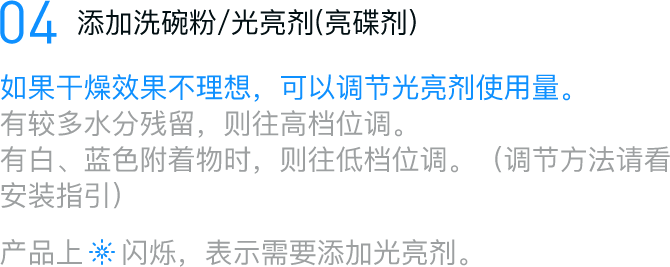 04 添加洗碗粉/光亮剂(亮碟剂)
如果干燥效果不理想，可以调节光亮剂使用量。
有较多水分残留，则往高档位调。
有白、蓝色附着物时，则往低档位调。（调节方法请看
安装指引）
产品上 闪烁，表示需要添加光亮剂。